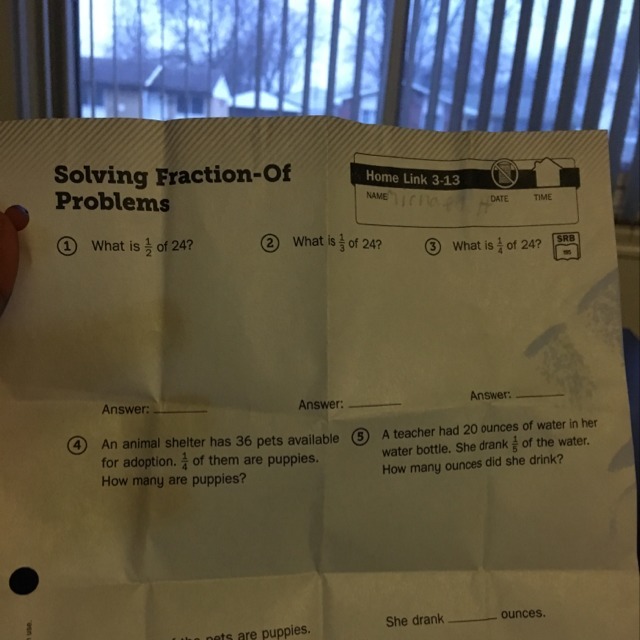 Solving Fraction-Of
Problems
Home Link 3-13
NAME DATE TIME
1 What is 1/2 of 24?
2 What is 1/3 of 24?
3 What is 1/4 of 24?
SRB
Answer:
Answer:
Answer:
4 An animal shelter has 36 pets available
for adoption. 1/4 of them are puppies.
How many are puppies?
5 A teacher had 20 ounces of water in her
water bottle. She drank 1/5 of the water.
How many ounces did she drink?
pets are puppies.
She drank ______ ounces.
use.